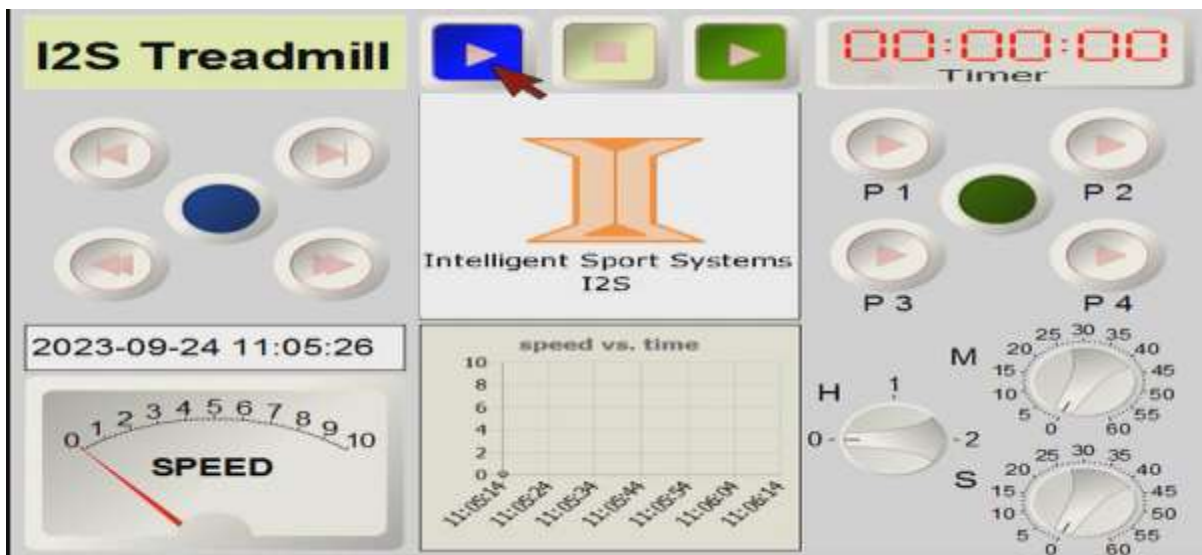 I2S Treadmill
00:00:00
Timer
P 1
P 2
P 3
P 4
Intelligent Sport Systems
I2S
2023-09-24 11:05:26
0 1 2 3 4 5 6 7 8 9 10
SPEED
speed vs. time
10
8
6
4
2
0
11:05:14 11:05:24 11:05:34 11:05:44 11:05:54 11:06:04 11:06:14
H
0 1 2
M
0 5 10 15 20 25 30 35 40 45 50 55 60
S
0 5 10 15 20 25 30 35 40 45 50 55 60